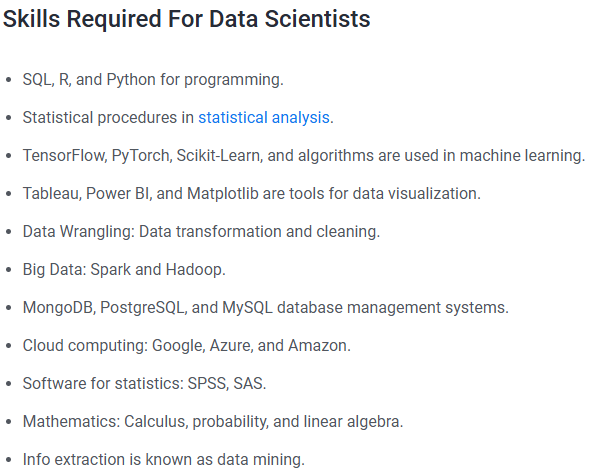 Skills Required For Data Scientists
• SQL, R, and Python for programming.
• Statistical procedures in statistical analysis.
• TensorFlow, PyTorch, Scikit-Learn, and algorithms are used in machine learning.
• Tableau, Power BI, and Matplotlib are tools for data visualization.
• Data Wrangling: Data transformation and cleaning.
• Big Data: Spark and Hadoop.
• MongoDB, PostgreSQL, and MySQL database management systems.
• Cloud computing: Google, Azure, and Amazon.
• Software for statistics: SPSS, SAS.
• Mathematics: Calculus, probability, and linear algebra.
• Info extraction is known as data mining.